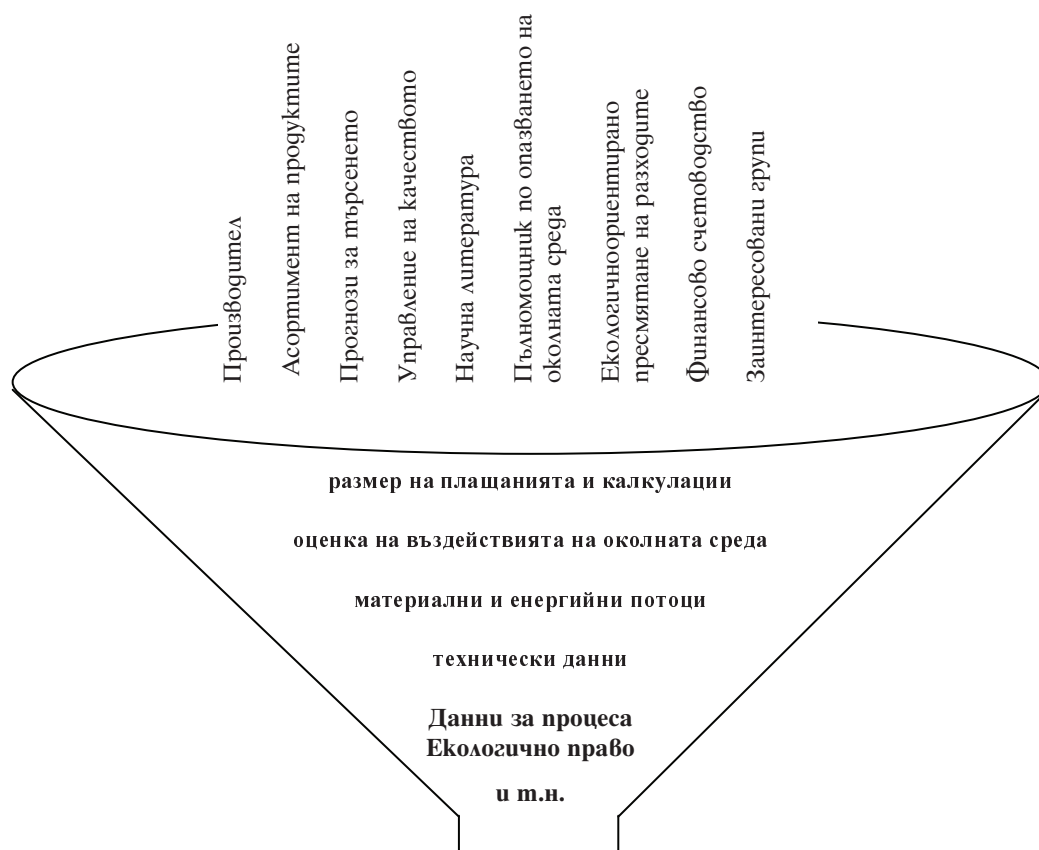 Производител
Асортимент на продуктите
Прогнози за търсенето
Управление на качеството
Научна литература
Пълномощник по опазването на
околната среда
Екологичноориентирано
пресмятане на разходите
Финансово счетоводство
Заинтересовани групи
размер на плащанията и калкулации
оценка на въздействията на околната среда
материални и енергийни потоци
технически данни
Данни за процеса
Екологично право
и т.н.